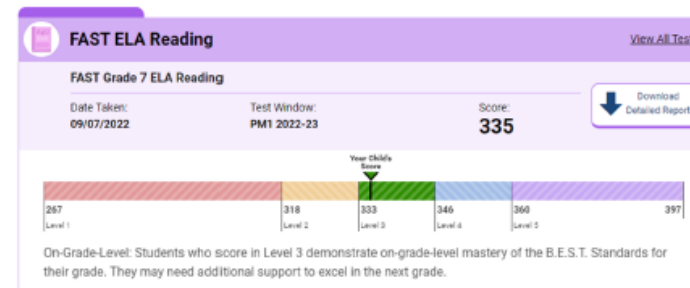 FAST ELA Reading
View All Tes
FAST Grade 7 ELA Reading
Date Taken:
Test Window:
Score:
09/07/2022
PM1 2022-23
335
Download
Detailed Report
Your Child's
Score
267
318
333
346
360
397
Level 1
Level 2
Level 3
Level 4
Level 5
On-Grade-Level: Students who score in Level 3 demonstrate on-grade-level mastery of the B.E.S.T. Standards for
their grade. They may need additional support to excel in the next grade.